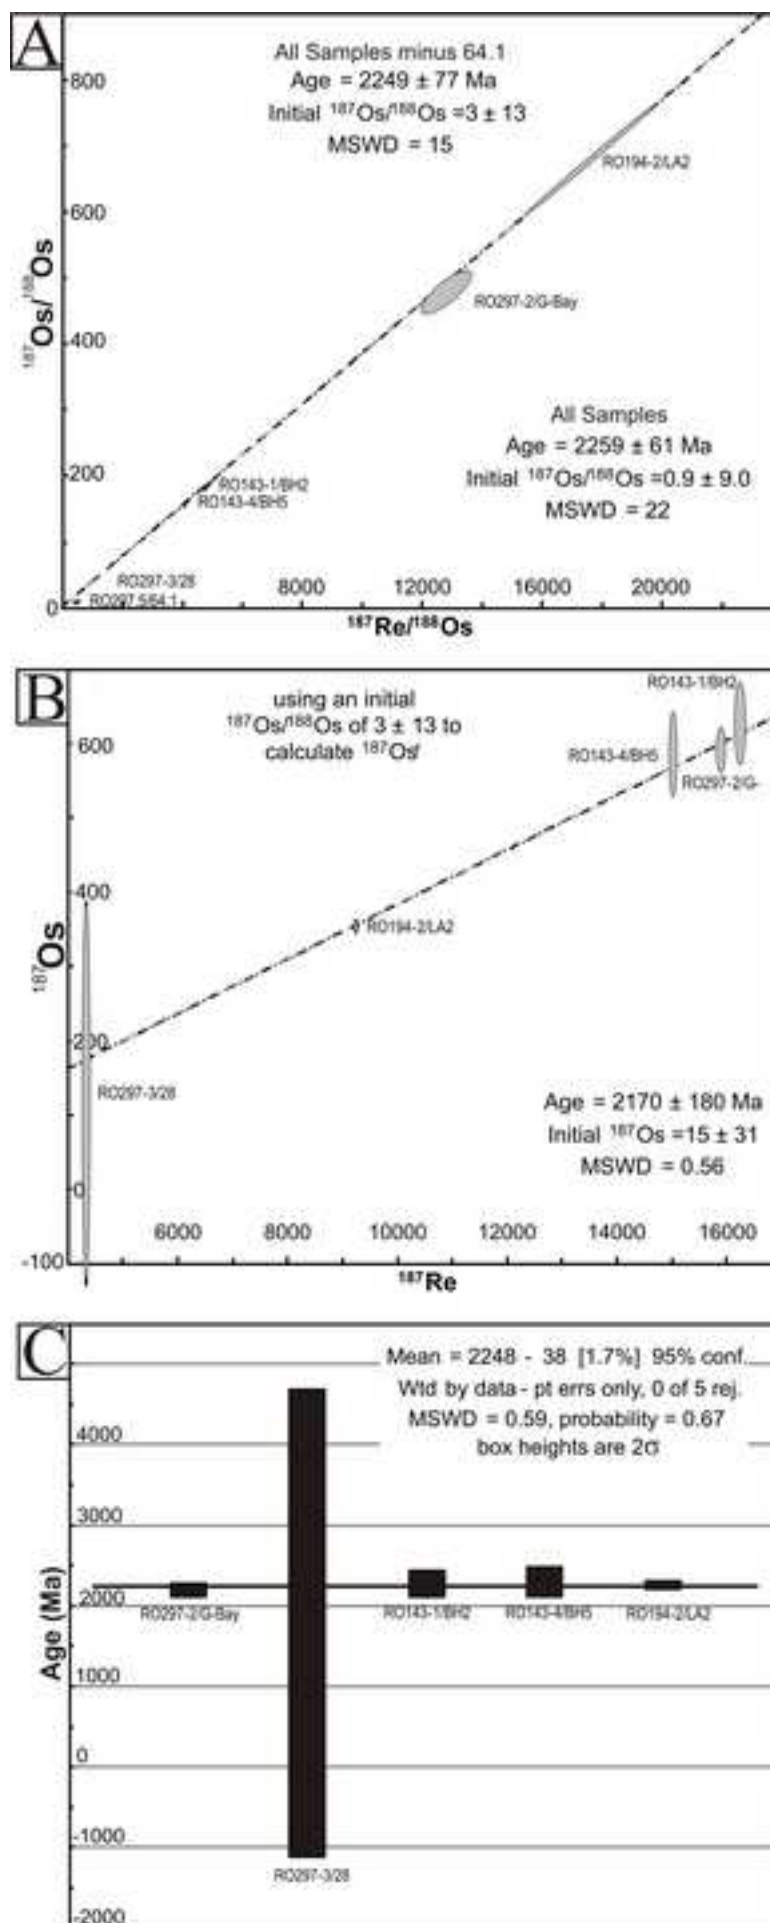 A
All Samples minus 64.1
Age = 2249 ± 77 Ma
Initial ¹⁸⁷Os/¹⁸⁸Os =3 ± 13
MSWD = 15
800
RO194-2/LA2
600
RO297-2/G-Bay
¹⁸⁷Os/¹⁸⁸Os
400
All Samples
Age = 2259 ± 61 Ma
Initial ¹⁸⁷Os/¹⁸⁸Os =0.9 ± 9.0
MSWD = 22
200
RO143-1/BH2
RO143-4/BH5
RO297-3/28
RO297.5/64.1
0
8000 12000 16000 20000
¹⁸⁷Re/¹⁸⁸Os
B
using an initial
¹⁸⁷Os/¹⁸⁸Os of 3 ± 13 to
calculate ¹⁸⁷Osⁱ
RO143-1/BH2
600
RO143-4/BH5
RO297-2/G-
400
RO194-2/LA2
¹⁸⁷Os
200
RO297-3/28
Age = 2170 ± 180 Ma
Initial ¹⁸⁷Os =15 ± 31
MSWD = 0.56
0
-100
6000 8000 10000 12000 14000 16000
¹⁸⁷Re
C
Mean = 2248 - 38 [1.7%] 95% conf.
Wtd by data - pt errs only, 0 of 5 rej.
MSWD = 0.59, probability = 0.67
box heights are 2σ
4000
3000
2000
RO297-2/G-Bay
RO143-1/BH2
RO143-4/BH5
RO194-2/LA2
Age (Ma)
1000
0
-1000
RO297-3/28
-2000